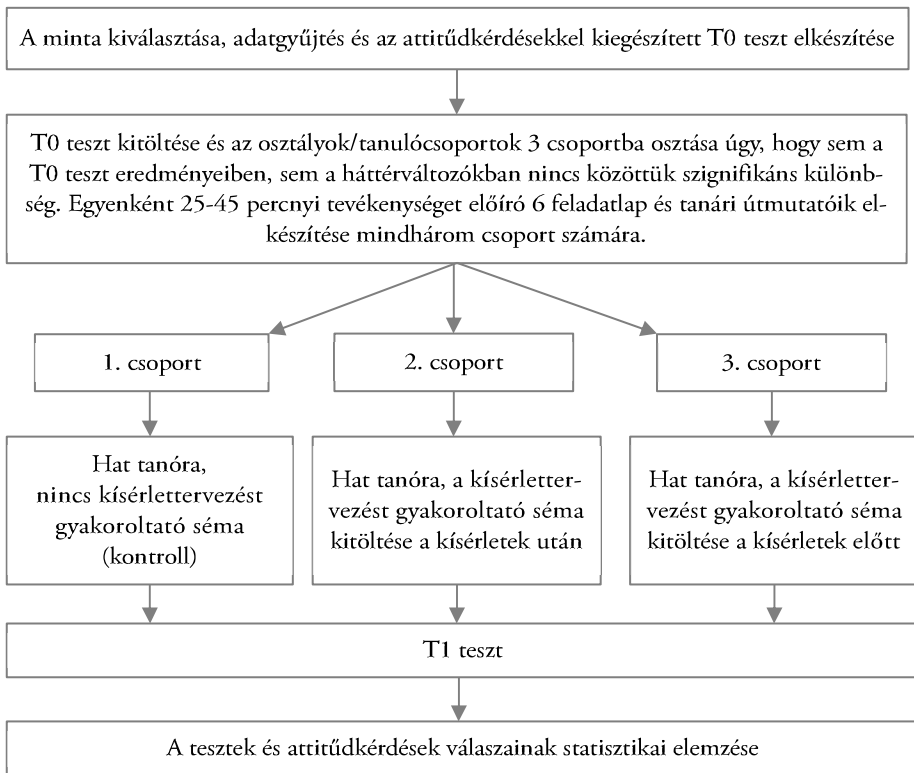 A minta kiválasztása, adatgyűjtés és az attitűdkérdésekkel kiegészített T0 teszt elkészítése
T0 teszt kitöltése és az osztályok/tanulócsoportok 3 csoportba osztása úgy, hogy sem a
T0 teszt eredményeiben, sem a háttérváltozókban nincs közöttük szignifikáns különb-
ség. Egyenként 25-45 percnyi tevékenységet előíró 6 feladatlap és tanári útmutatóik el-
készítése mindhárom csoport számára.
1. csoport
2. csoport
3. csoport
Hat tanóra,
nincs kísérlettervezést
gyakoroltató séma
(kontroll)
Hat tanóra, a kísérletter-
vezést gyakoroltató séma
kitöltése a kísérletek után
Hat tanóra, a kísérletter-
vezést gyakoroltató séma
kitöltése a kísérletek előtt
T1 teszt
A tesztek és attitűdkérdések válaszainak statisztikai elemzése